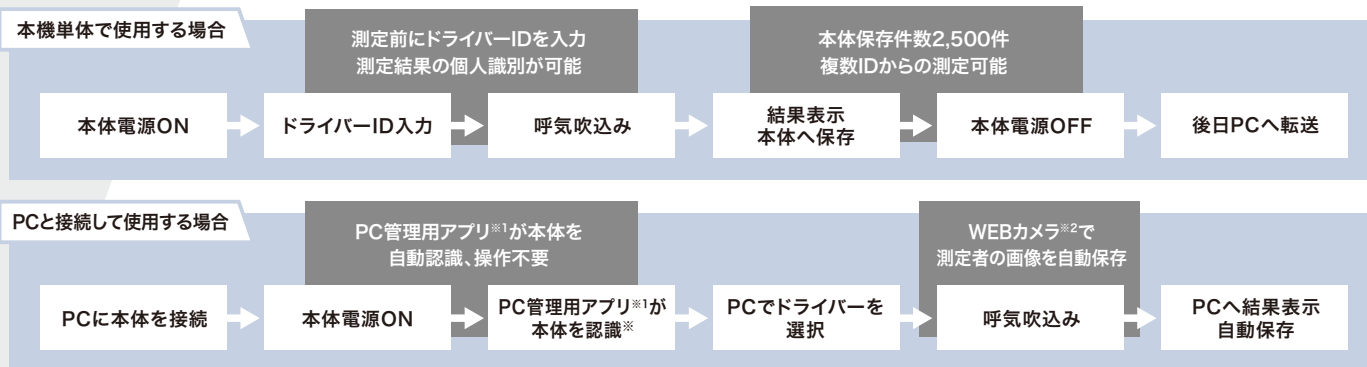 本機単体で使用する場合
測定前にドライバーIDを入力
測定結果の個人識別が可能
本体保存件数2,500件
複数IDからの測定可能
本体電源ON
ドライバーID入力
呼気吹込み
結果表示
本体へ保存
本体電源OFF
後日PCへ転送
PCと接続して使用する場合
PC管理用アプリ※1が本体を
自動認識、操作不要
WEBカメラ※2で
測定者の画像を自動保存
PCに本体を接続
本体電源ON
PC管理用アプリ※1が
本体を認識※
PCでドライバーを
選択
呼気吹込み
PCへ結果表示
自動保存